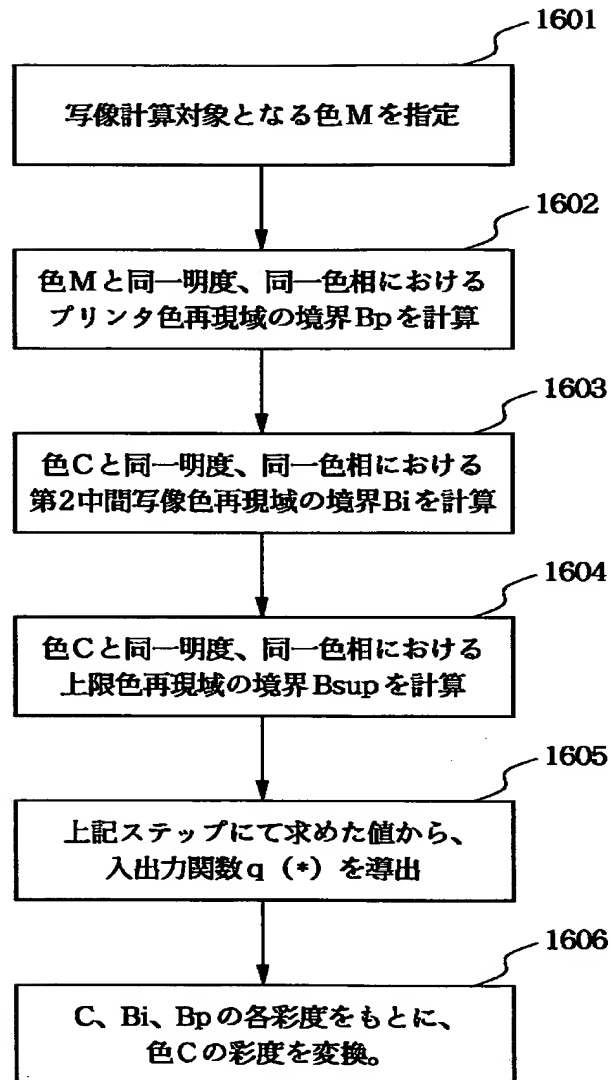 1601
写像計算対象となる色Mを指定
1602
色Mと同一明度、同一色相における
プリンタ色再現域の境界Bpを計算
1603
色Cと同一明度、同一色相における
第2中間写像色再現域の境界Biを計算
1604
色Cと同一明度、同一色相における
上限色再現域の境界Bsupを計算
1605
上記ステップにて求めた値から、
入出力関数q(*)を導出
1606
C、Bi、Bpの各彩度をもとに、
色Cの彩度を変換。